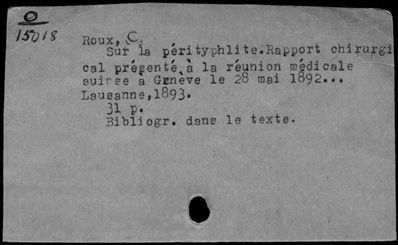 O
15018
Roux, C.
Sur la pérityphlite.Rapport chirurgi
cal présenté à la réunion médicale
suisse a Genève le 28 mai 1892...
Lausanne,1893.
31 p.
Bibliogr. dans le texte.